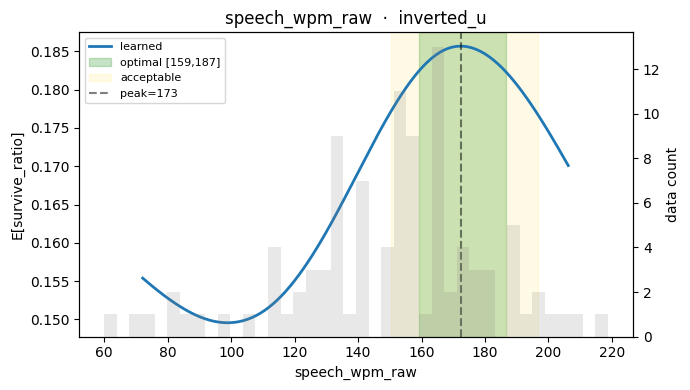 speech_wpm_raw · inverted_u
learned
optimal [159,187]
acceptable
peak=173
E[survive_ratio]
0.185
0.180
0.175
0.170
0.165
0.160
0.155
0.150
12
10
8
6
4
2
0
data count
60 80 100 120 140 160 180 200 220
speech_wpm_raw